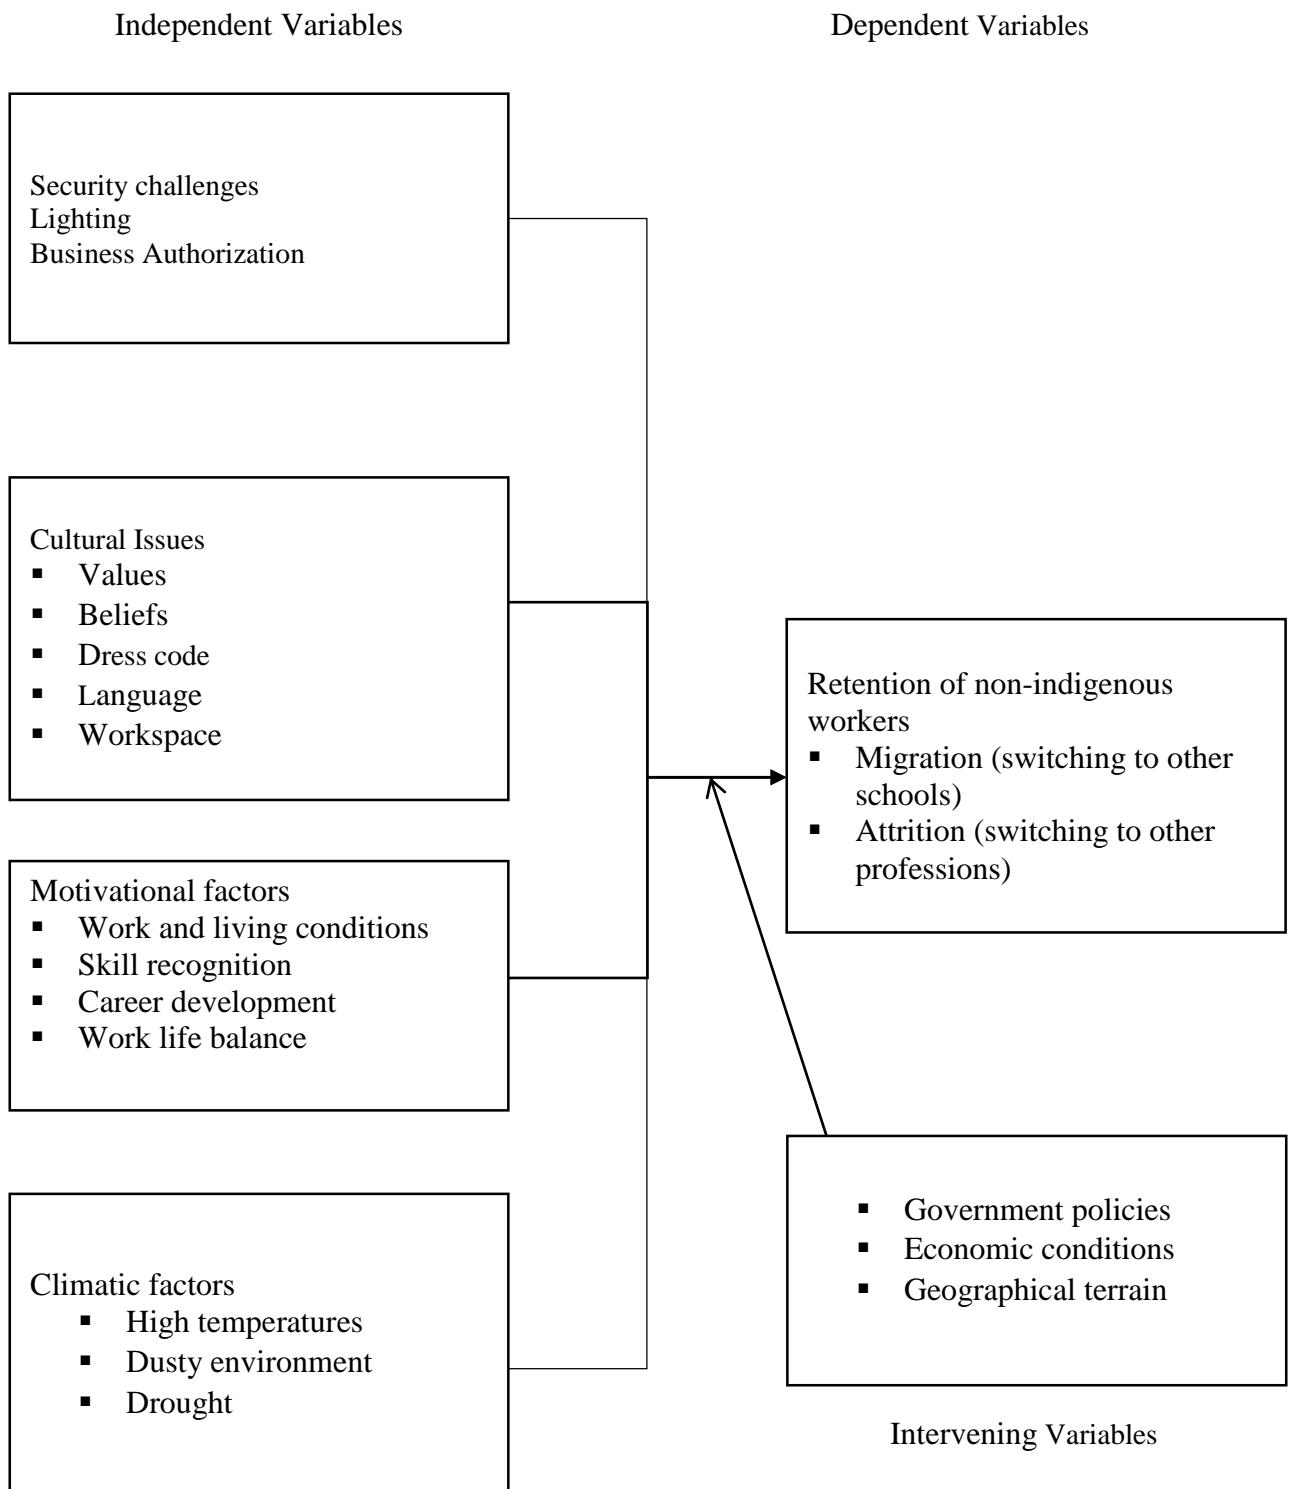 Independent Variables
Dependent Variables
Security challenges
Lighting
Business Authorization
Cultural Issues
▪ Values
▪ Beliefs
▪ Dress code
▪ Language
▪ Workspace
Retention of non-indigenous
workers
▪ Migration (switching to other
schools)
▪ Attrition (switching to other
professions)
Motivational factors
▪ Work and living conditions
▪ Skill recognition
▪ Career development
▪ Work life balance
▪ Government policies
▪ Economic conditions
▪ Geographical terrain
Climatic factors
▪ High temperatures
▪ Dusty environment
▪ Drought
Intervening Variables